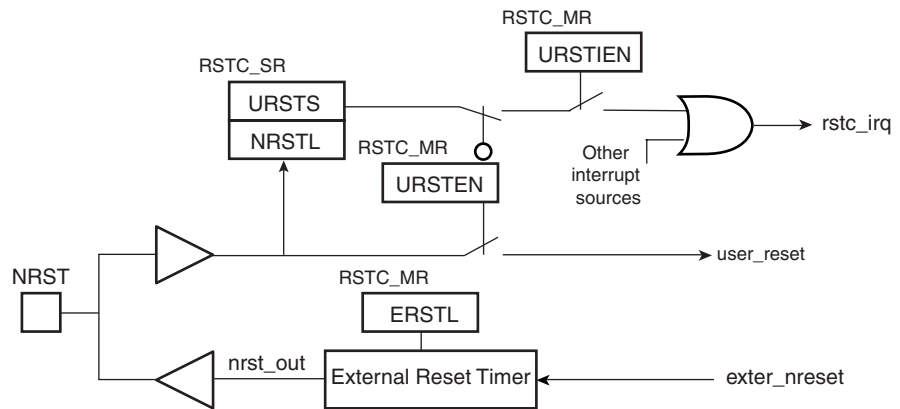 RSTC_MR
URSTIEN
RSTC_SR
URSTS
NRSTL
rstc_irq
RSTC_MR
Other
interrupt
sources
URSTEN
user_reset
NRST
RSTC_MR
ERSTL
nrst_out
External Reset Timer
exter_nreset